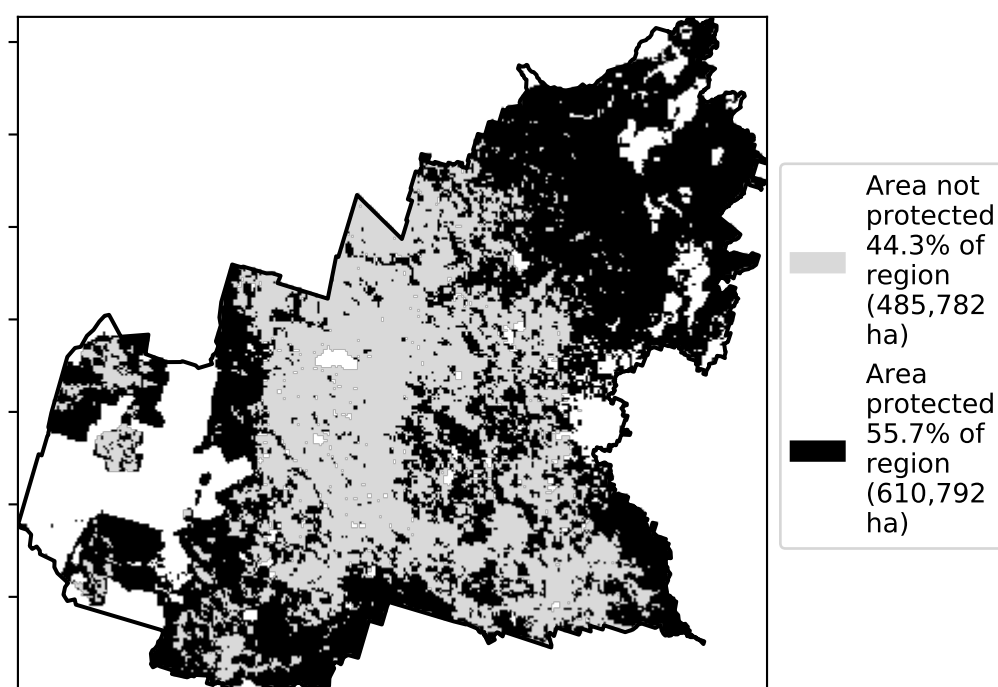 Area not
protected
44.3% of
region
(485,782
ha)
Area
protected
55.7% of
region
(610,792
ha)